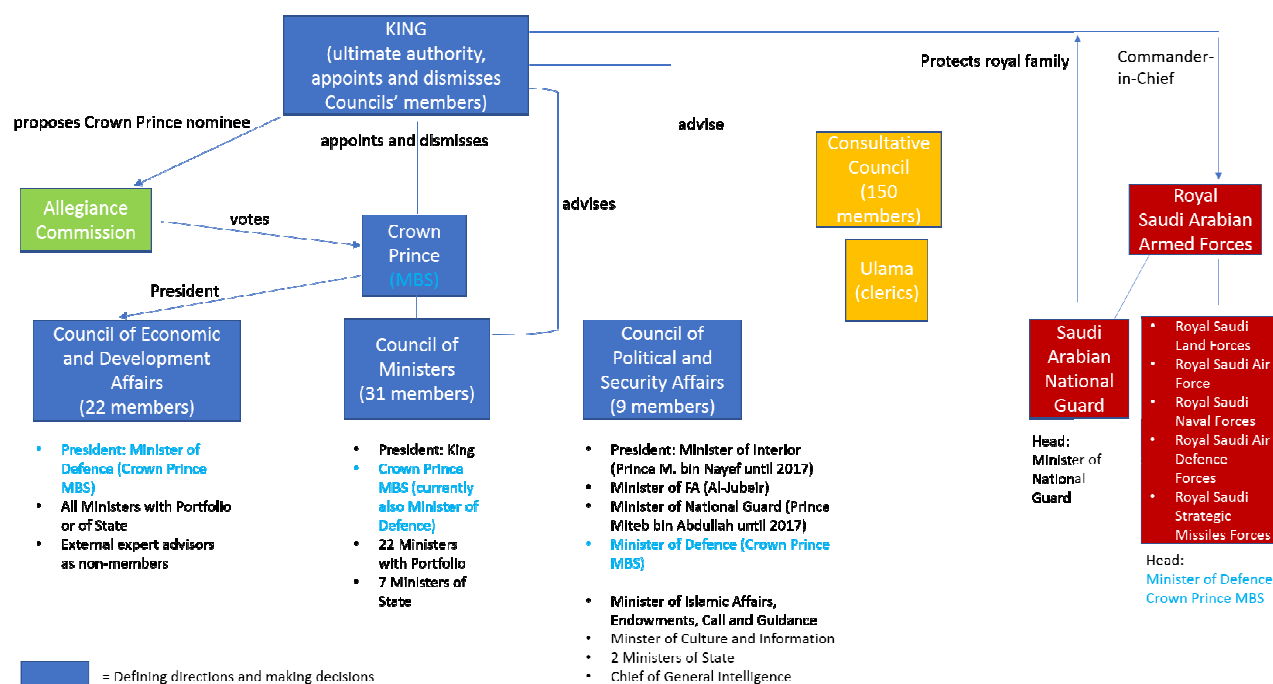 KING
(ultimate authority,
appoints and dismisses
Councils' members)
Protects royal family
Commander-
in-Chief
proposes Crown Prince nominee
appoints and dismisses
advise
advises
Consultative
Council
(150
members)
Allegiance
Commission
votes
Crown
Prince
(MBS)
Royal
Saudi Arabian
Armed Forces
Ulama
(clerics)
President
Council of Economic
and Development
Affairs
(22 members)
Council of
Ministers
(31 members)
Council of
Political and
Security Affairs
(9 members)
Saudi
Arabian
National
Guard
• Royal Saudi
Land Forces
• Royal Saudi Air
Force
• Royal Saudi
Naval Forces
• Royal Saudi Air
Defence
Forces
• Royal Saudi
Strategic
Missiles Forces
• President: Minister of
Defence (Crown Prince
MBS)
• All Ministers with Portfolio
or of State
• External expert advisors
as non-members
• President: King
• Crown Prince
MBS (currently
also Minister of
Defence)
• 22 Ministers
with Portfolio
• 7 Ministers of
State
• President: Minister of Interior
(Prince M. bin Nayef until 2017)
• Minister of FA (Al-Jubeir)
• Minister of National Guard (Prince
Miteb bin Abdullah until 2017)
• Minister of Defence (Crown Prince
MBS)
• Minister of Islamic Affairs,
Endowments, Call and Guidance
• Minster of Culture and Information
• 2 Ministers of State
• Chief of General Intelligence
Head:
Minister of
National
Guard
Head:
Minister of Defence
Crown Prince MBS
= Defining directions and making decisions